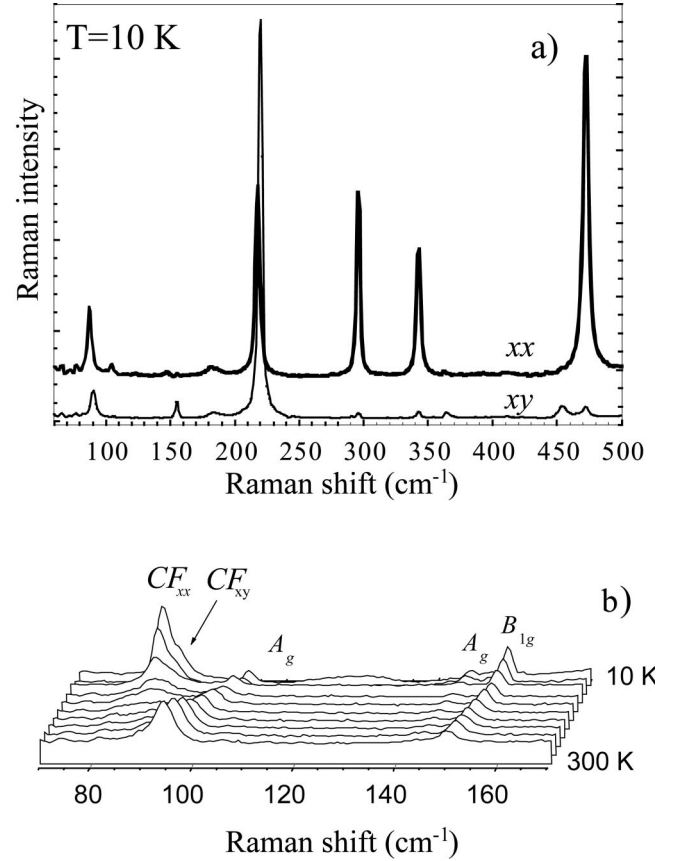 T=10 K
a)
Raman intensity
xx
xy
100 150 200 250 300 350 400 450 500
Raman shift (cm⁻¹)
CFxx CFxy
b)
Ag
Ag
B1g
10 K
300 K
80 100 120 140 160
Raman shift (cm⁻¹)